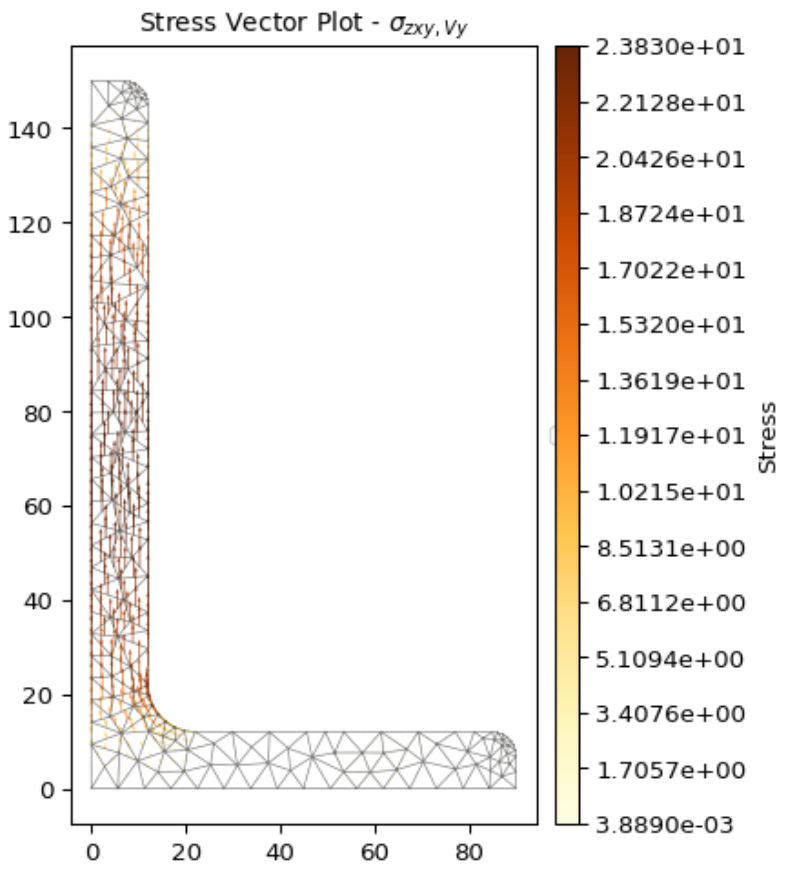 Stress Vector Plot - σzxy,Vy
140
120
100
80
60
40
20
0
0 20 40 60 80
2.3830e+01
2.2128e+01
2.0426e+01
1.8724e+01
1.7022e+01
1.5320e+01
1.3619e+01
1.1917e+01
1.0215e+01
8.5131e+00
6.8112e+00
5.1094e+00
3.4076e+00
1.7057e+00
3.8890e-03
Stress